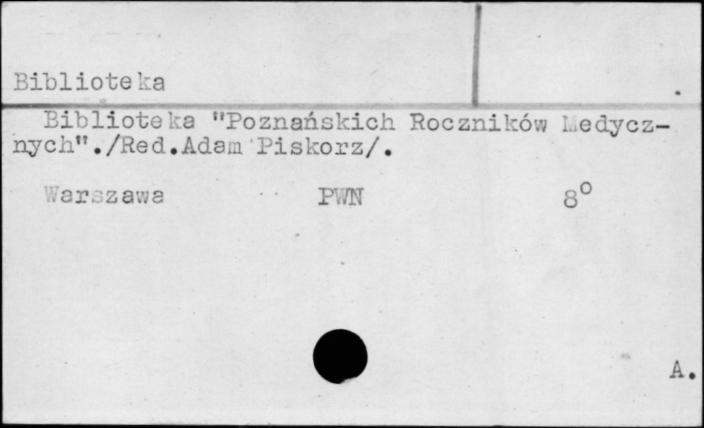 Biblioteka
Biblioteka "Poznańskich Roczników Medycz-
nych"./Red.Adam Piskorz/.
Warszawa PWN 8°
A.